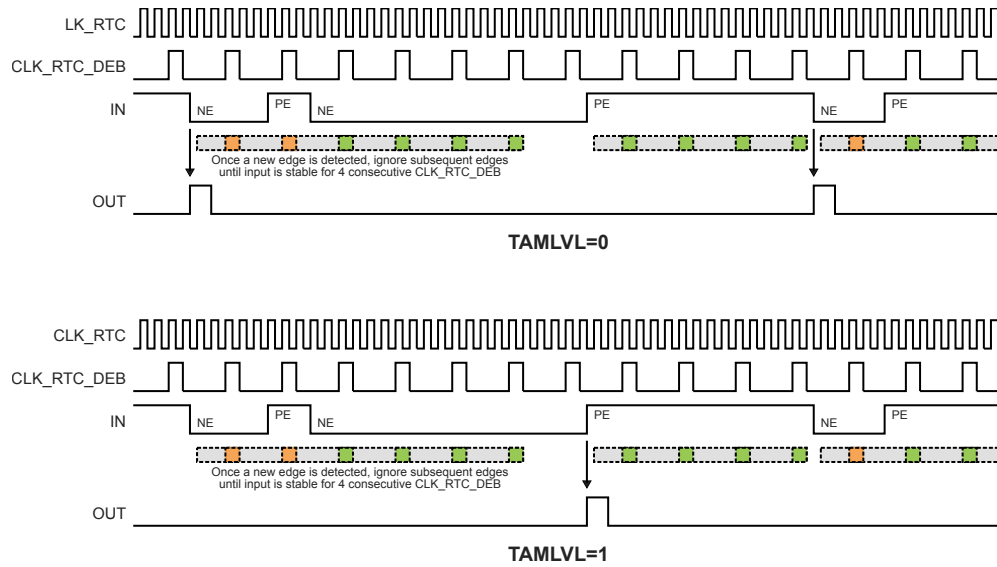 LK_RTC
CLK_RTC_DEB
IN
NE
PE
NE
PE
NE
PE
Once a new edge is detected, ignore subsequent edges
until input is stable for 4 consecutive CLK_RTC_DEB
OUT
TAMLVL=0
CLK_RTC
CLK_RTC_DEB
IN
NE
PE
NE
PE
NE
PE
Once a new edge is detected, ignore subsequent edges
until input is stable for 4 consecutive CLK_RTC_DEB
OUT
TAMLVL=1